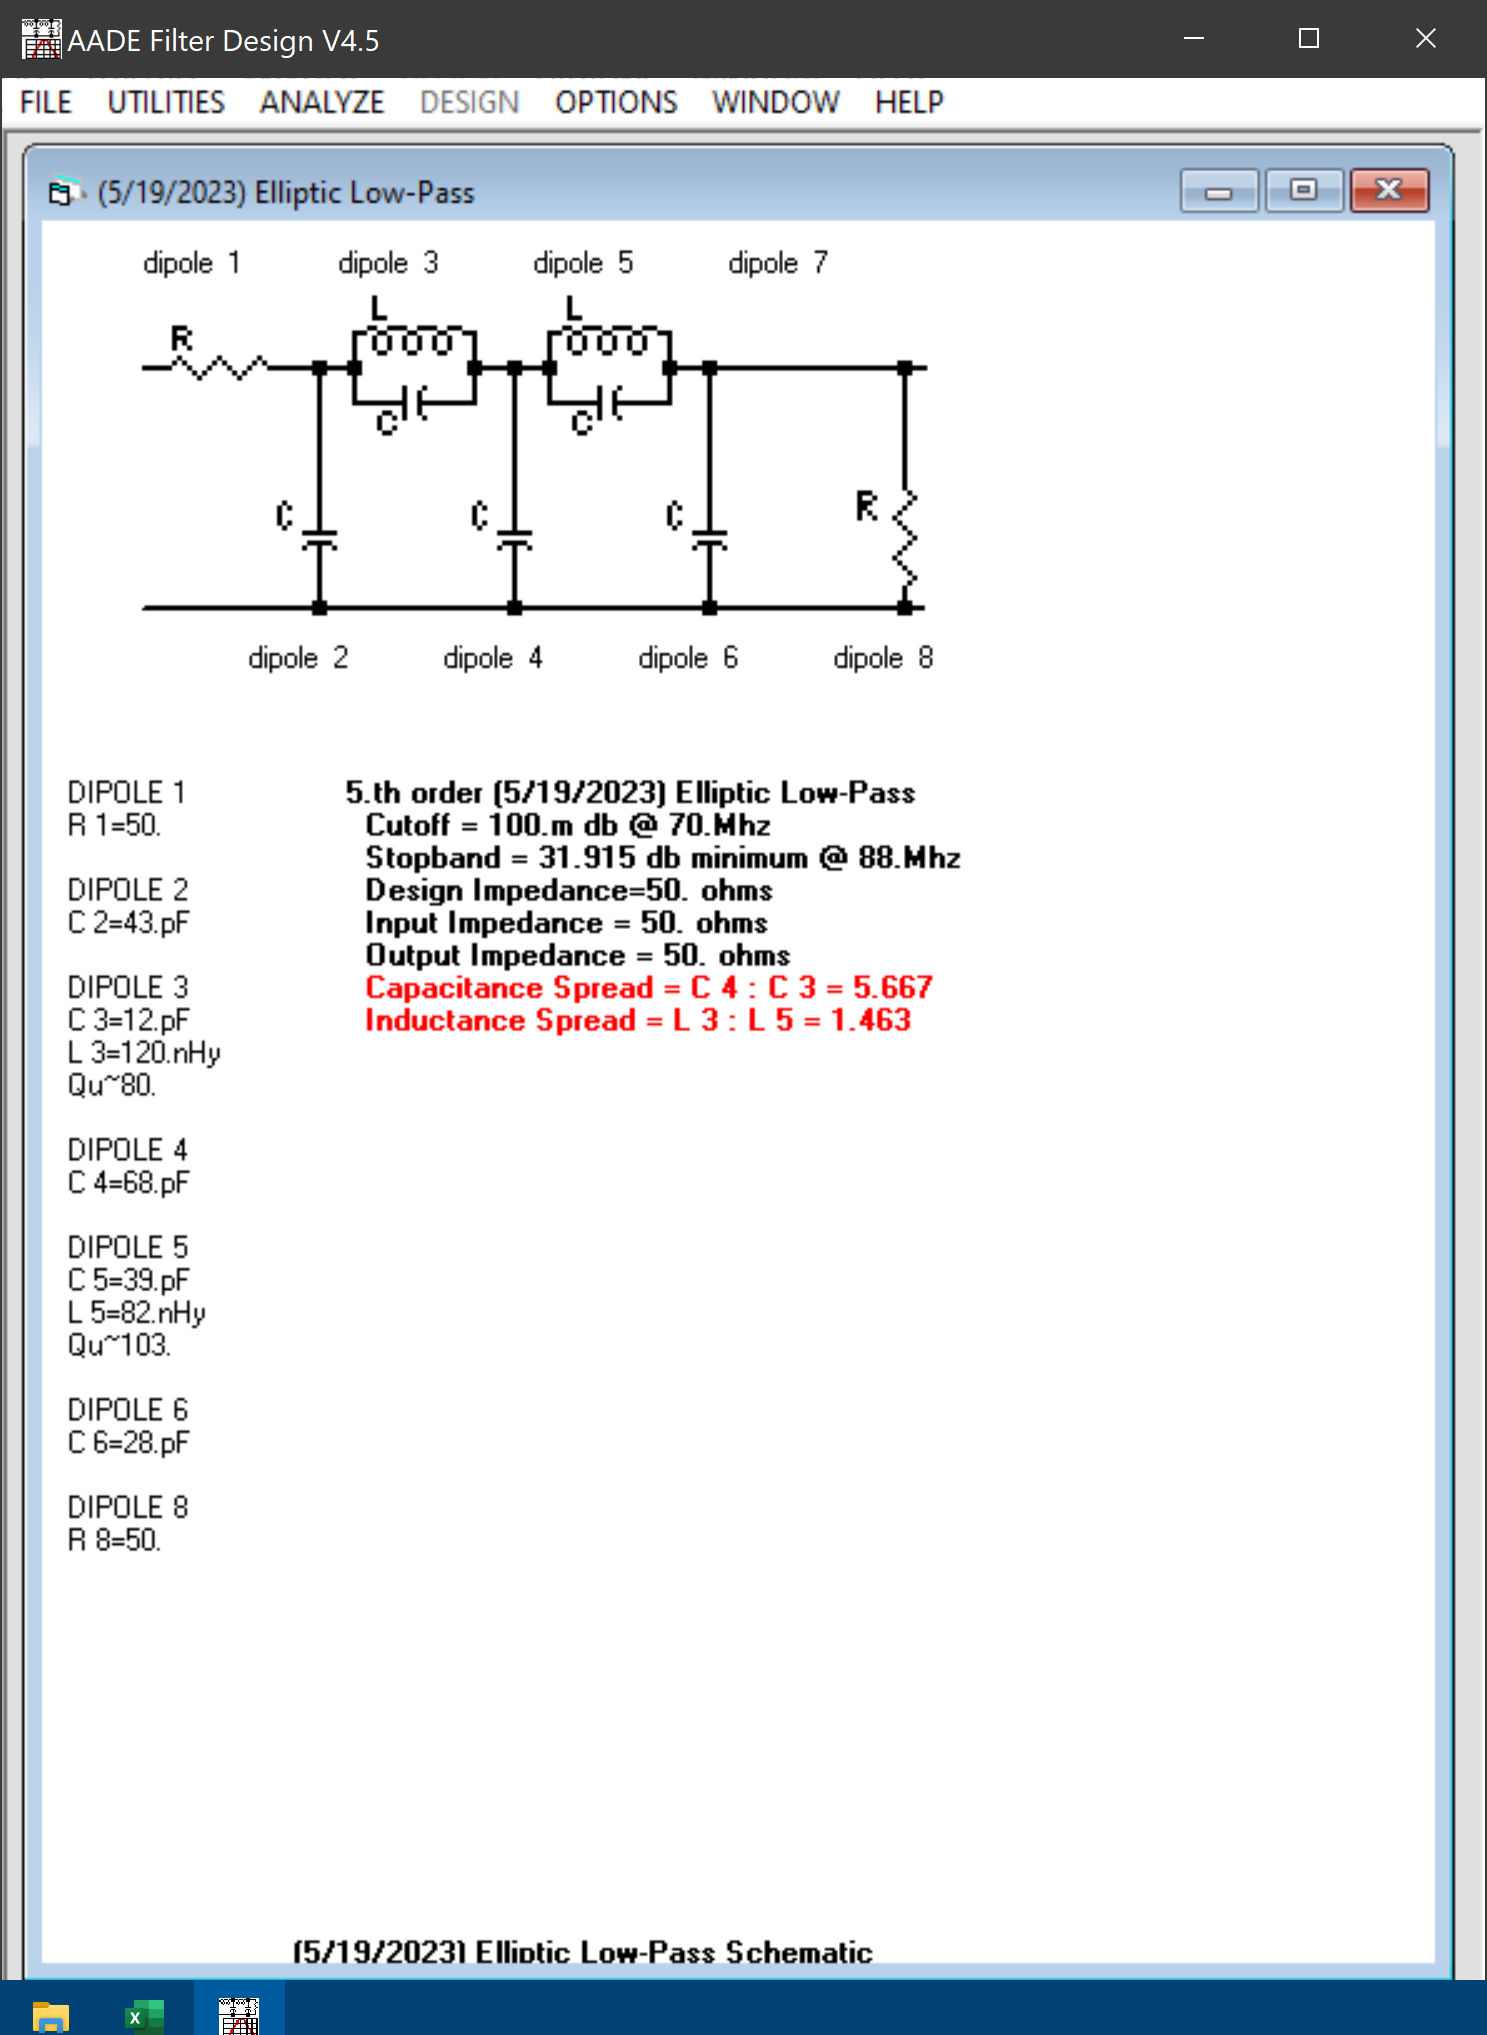 AADE Filter Design V4.5
FILE UTILITIES ANALYZE DESIGN OPTIONS WINDOW HELP
(5/19/2023) Elliptic Low-Pass
dipole 1 dipole 3 dipole 5 dipole 7
L L
R
C C
C C C R
dipole 2 dipole 4 dipole 6 dipole 8
DIPOLE 1
R 1=50.
DIPOLE 2
C 2=43.pF
DIPOLE 3
C 3=12.pF
L 3=120.nHy
Qu~80.
DIPOLE 4
C 4=68.pF
DIPOLE 5
C 5=39.pF
L 5=82.nHy
Qu~103.
DIPOLE 6
C 6=28.pF
DIPOLE 8
R 8=50.
5.th order (5/19/2023) Elliptic Low-Pass
Cutoff = 100.m db @ 70.Mhz
Stopband = 31.915 db minimum @ 88.Mhz
Design Impedance=50. ohms
Input Impedance = 50. ohms
Output Impedance = 50. ohms
Capacitance Spread = C 4 : C 3 = 5.667
Inductance Spread = L 3 : L 5 = 1.463
(5/19/2023) Elliptic Low-Pass Schematic
X